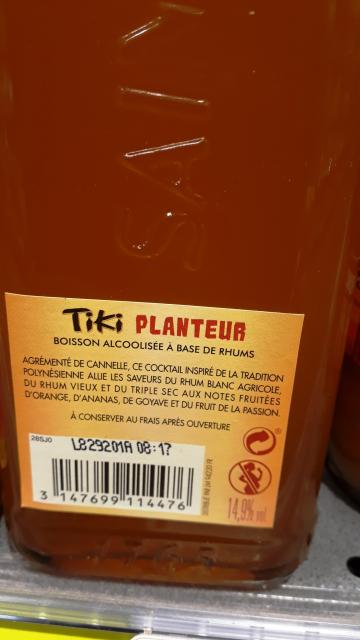 SAIN
TIKI PLANTEUR
BOISSON ALCOOLISÉE À BASE DE RHUMS
AGRÉMENTÉ DE CANNELLE, CE COCKTAIL INSPIRÉ DE LA TRADITION
POLYNÉSIENNE ALLIE LES SAVEURS DU RHUM BLANC AGRICOLE,
DU RHUM VIEUX ET DU TRIPLE SEC AUX NOTES FRUITÉES
D'ORANGE, D'ANANAS, DE GOYAVE ET DU FRUIT DE LA PASSION.
À CONSERVER AU FRAIS APRÈS OUVERTURE
28SJ0
L829201A 08:17
3 147699 114476
14,9% vol.
1765